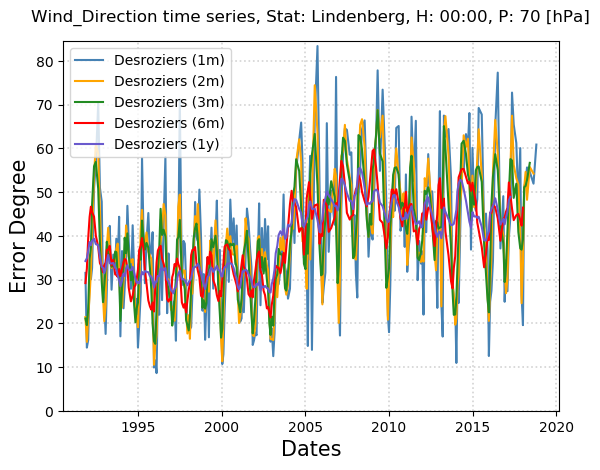 Wind_Direction time series, Stat: Lindenberg, H: 00:00, P: 70 [hPa]
Desroziers (1m)
Desroziers (2m)
Desroziers (3m)
Desroziers (6m)
Desroziers (1y)
Error Degree
80
70
60
50
40
30
20
10
0
1995 2000 2005 2010 2015 2020
Dates